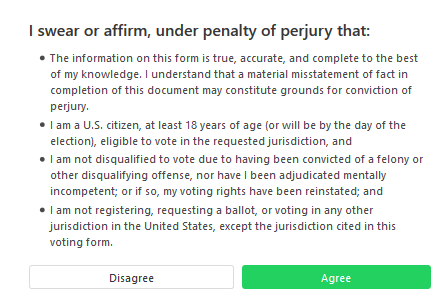 I swear or affirm, under penalty of perjury that:
• The information on this form is true, accurate, and complete to the best
of my knowledge. I understand that a material misstatement of fact in
completion of this document may constitute grounds for conviction of
perjury.
• I am a U.S. citizen, at least 18 years of age (or will be by the day of the
election), eligible to vote in the requested jurisdiction, and
• I am not disqualified to vote due to having been convicted of a felony or
other disqualifying offense, nor have I been adjudicated mentally
incompetent; or if so, my voting rights have been reinstated; and
• I am not registering, requesting a ballot, or voting in any other
jurisdiction in the United States, except the jurisdiction cited in this
voting form.
Disagree
Agree